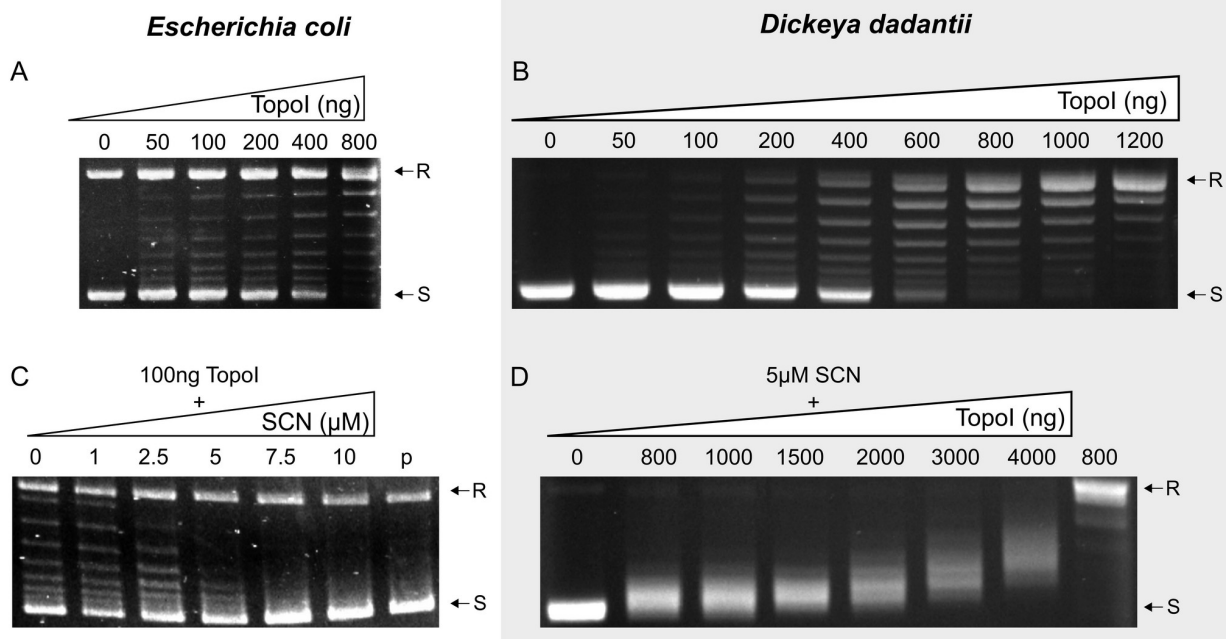 Escherichia coli
Dickeya dadantii
A
TopoI (ng)
0 50 100 200 400 800
R
S
B
TopoI (ng)
0 50 100 200 400 600 800 1000 1200
R
S
C
100ng TopoI
+
SCN (µM)
0 1 2.5 5 7.5 10 p
R
S
D
5µM SCN
+
TopoI (ng)
0 800 1000 1500 2000 3000 4000 800
R
S